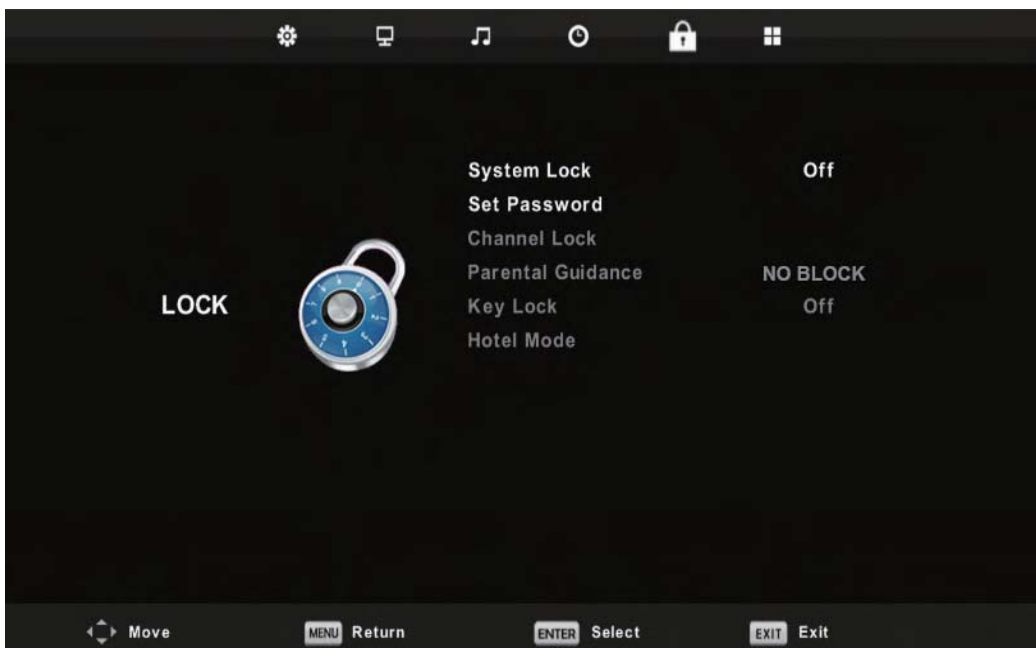 System Lock Off
Set Password
Channel Lock
Parental Guidance NO BLOCK
LOCK
Key Lock Off
Hotel Mode
Move MENU Return ENTER Select EXIT Exit